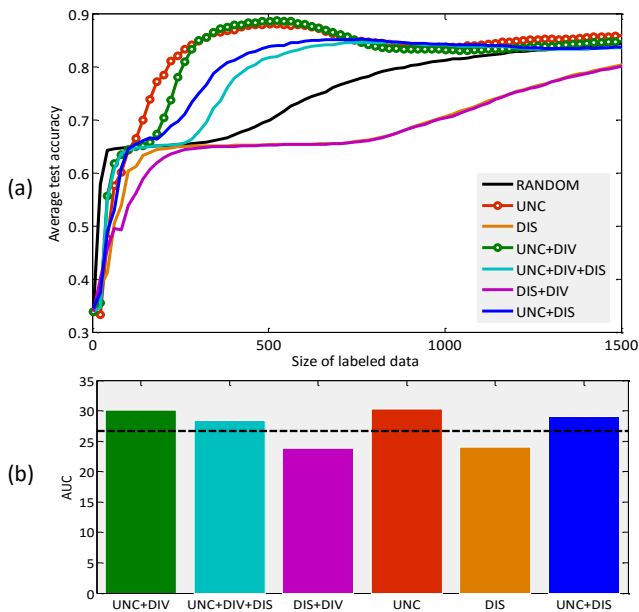 (a)
Average test accuracy
0.9
0.8
0.7
0.6
0.5
0.4
0.3
0
500
1000
1500
Size of labeled data
RANDOM
UNC
DIS
UNC+DIV
UNC+DIV+DIS
DIS+DIV
UNC+DIS
(b)
AUC
35
30
25
20
15
10
5
0
UNC+DIV
UNC+DIV+DIS
DIS+DIV
UNC
DIS
UNC+DIS